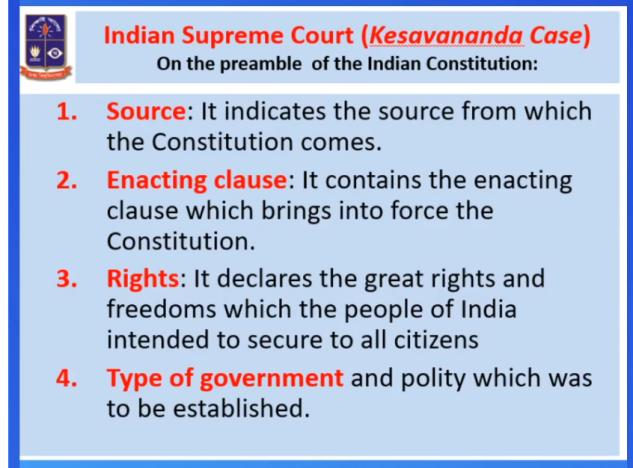 Indian Supreme Court (Kesavananda Case)
On the preamble of the Indian Constitution:
1. Source: It indicates the source from which
the Constitution comes.
2. Enacting clause: It contains the enacting
clause which brings into force the
Constitution.
3. Rights: It declares the great rights and
freedoms which the people of India
intended to secure to all citizens
4. Type of government and polity which was
to be established.